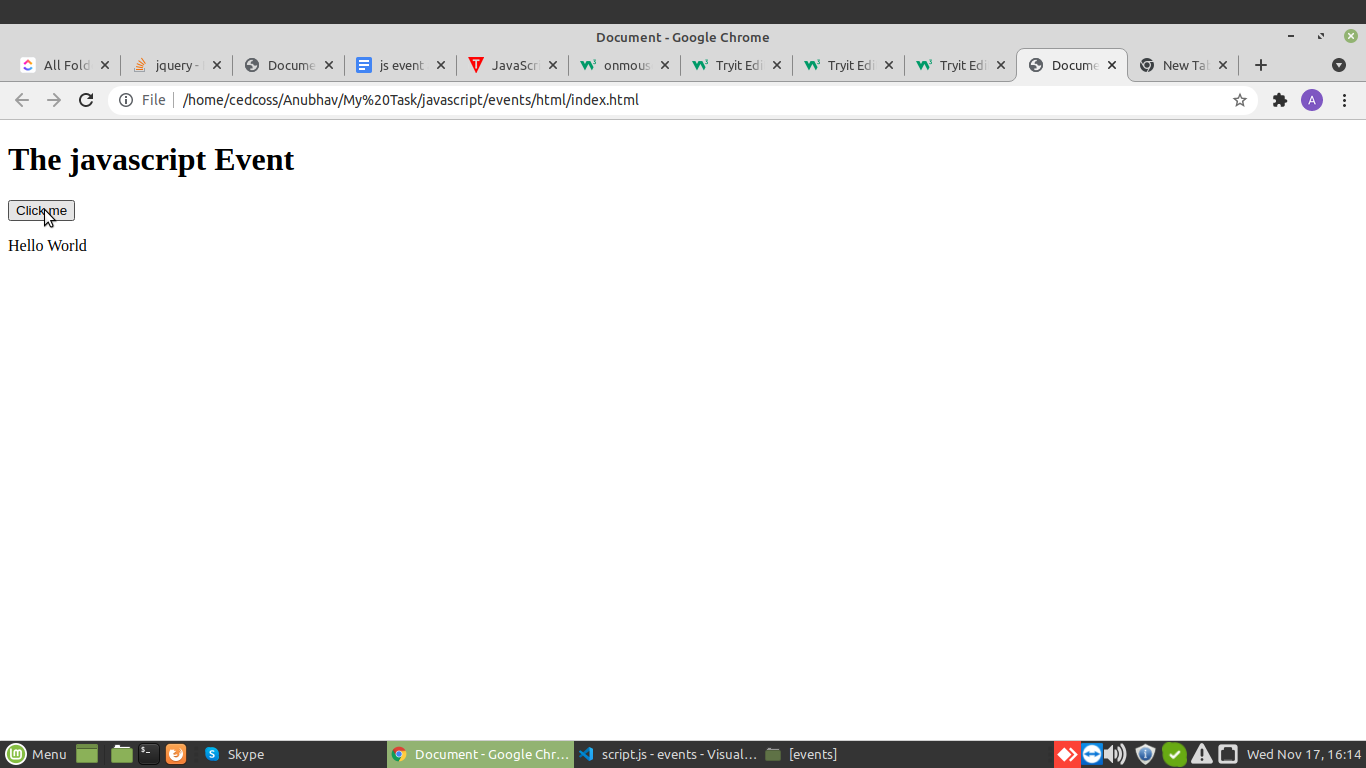 Document - Google Chrome
All Fold
jquery -
Docume
js event
JavaScri
onmous
Tryit Edi
Tryit Edi
Tryit Edi
Docume
New Tab
File
/home/cedcoss/Anubhav/My%20Task/javascript/events/html/index.html
A
The javascript Event
Click me
Hello World
Menu
Skype
Document - Google Chr...
script.js - events - Visual...
[events]
Wed Nov 17, 16:14